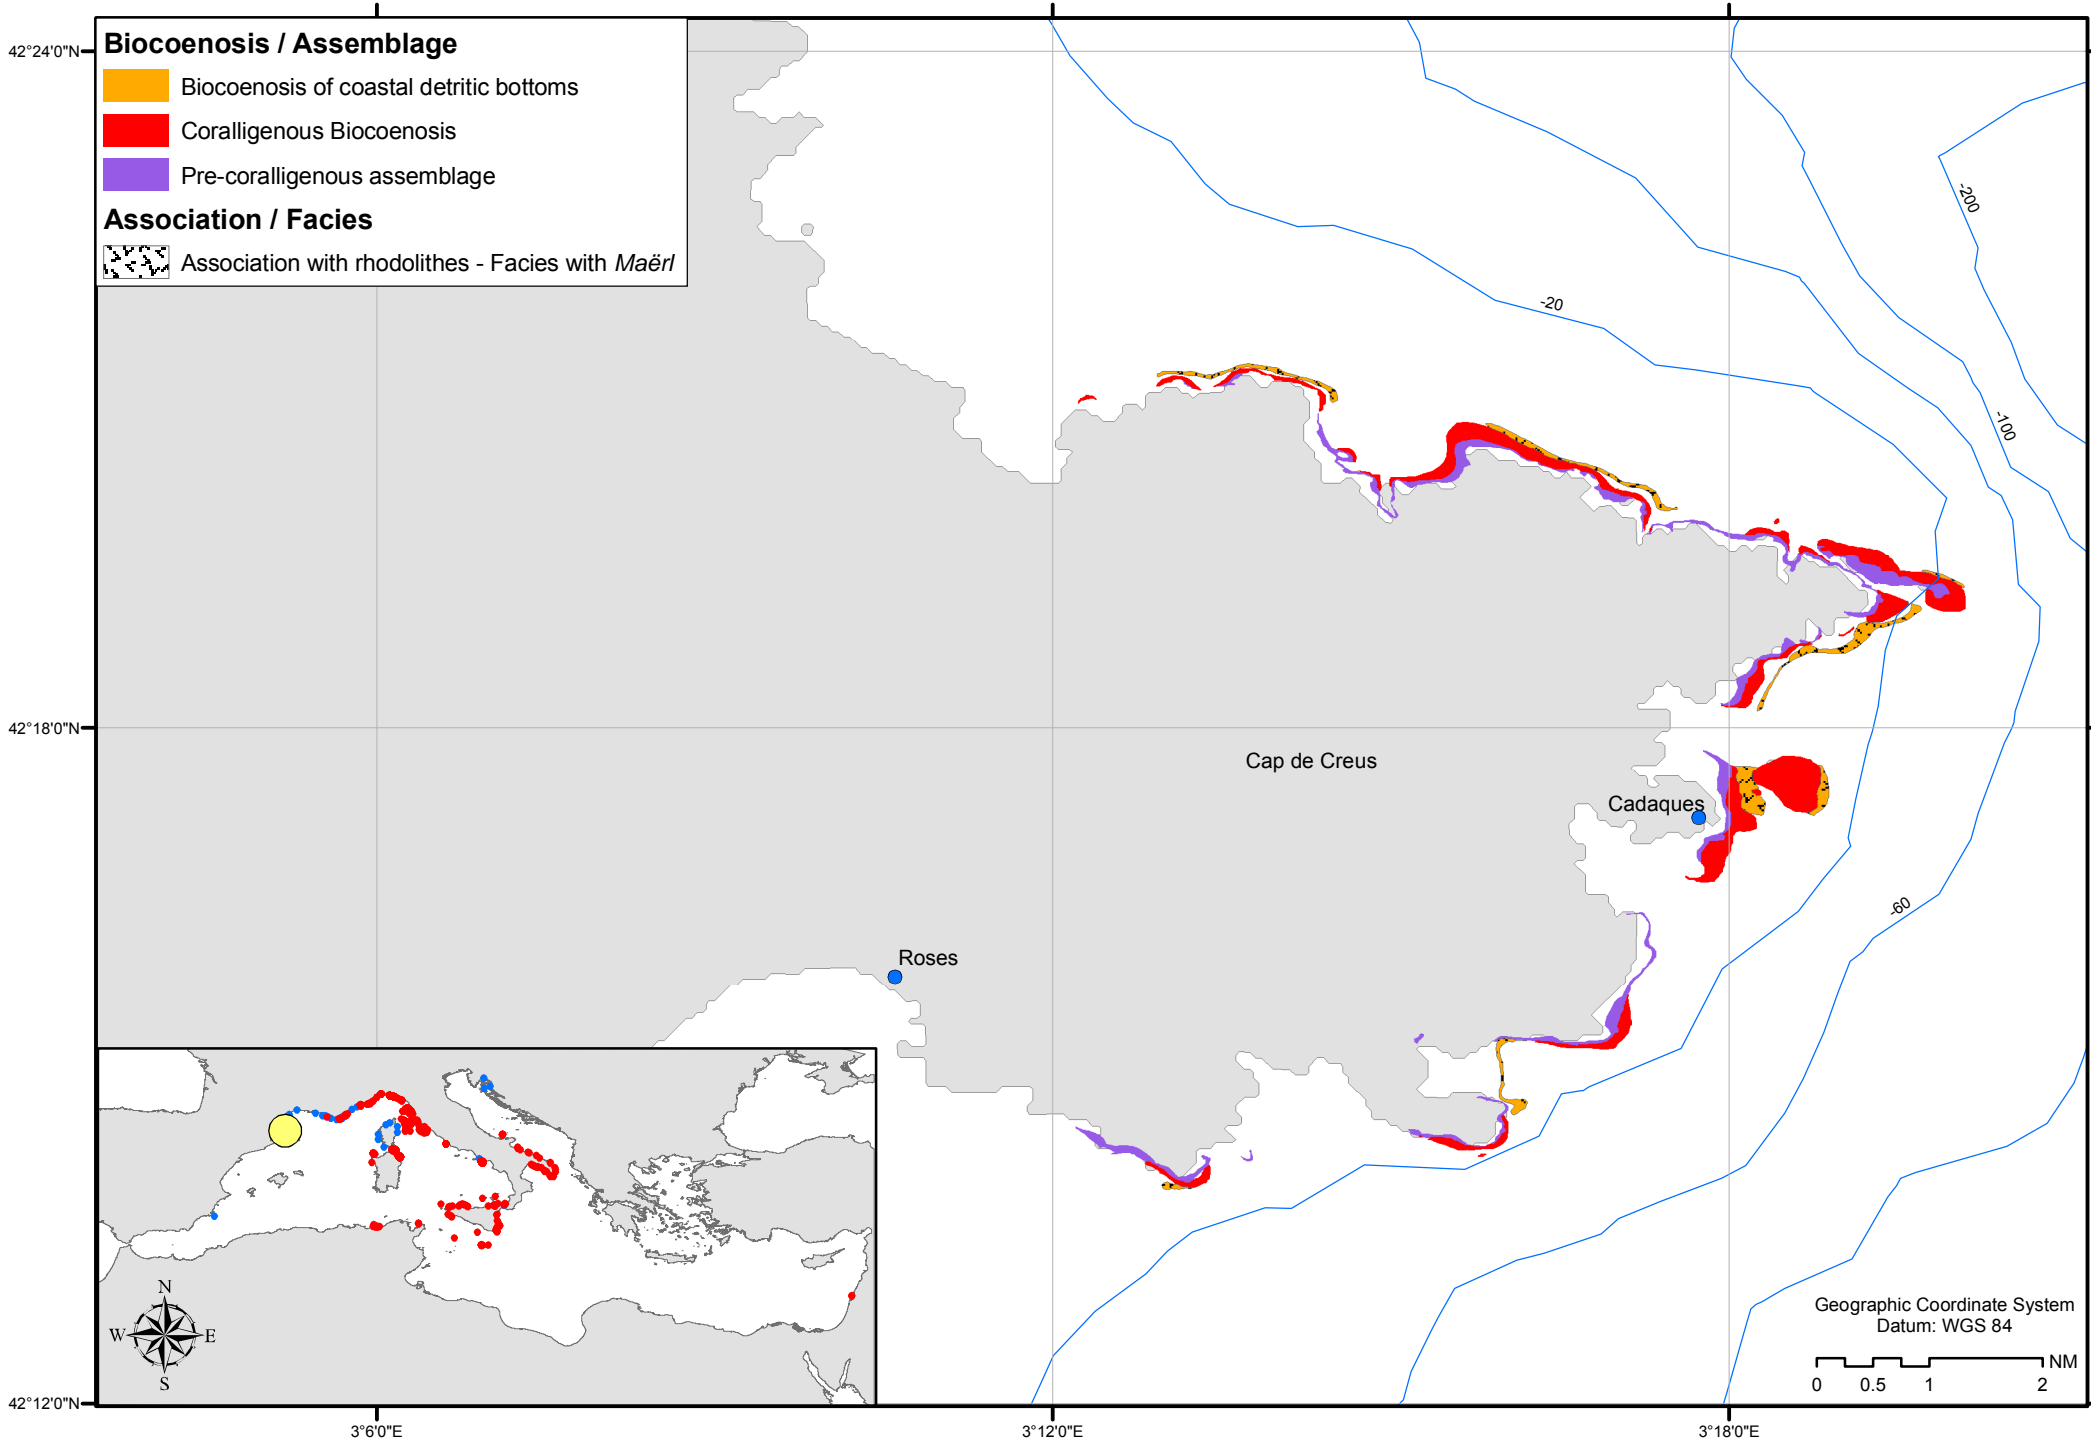 Biocoenosis / Assemblage
Biocoenosis of coastal detritic bottoms
Coralligenous Biocoenosis
Pre-coralligenous assemblage
Association / Facies
Association with rhodolithes - Facies with Maërl
42°24'0"N
42°18'0"N
42°12'0"N
-200
-20
-100
-60
Cap de Creus
Cadaques
Roses
N
W
E
S
Geographic Coordinate System
Datum: WGS 84
NM
0 0.5 1 2
3°6'0"E
3°12'0"E
3°18'0"E